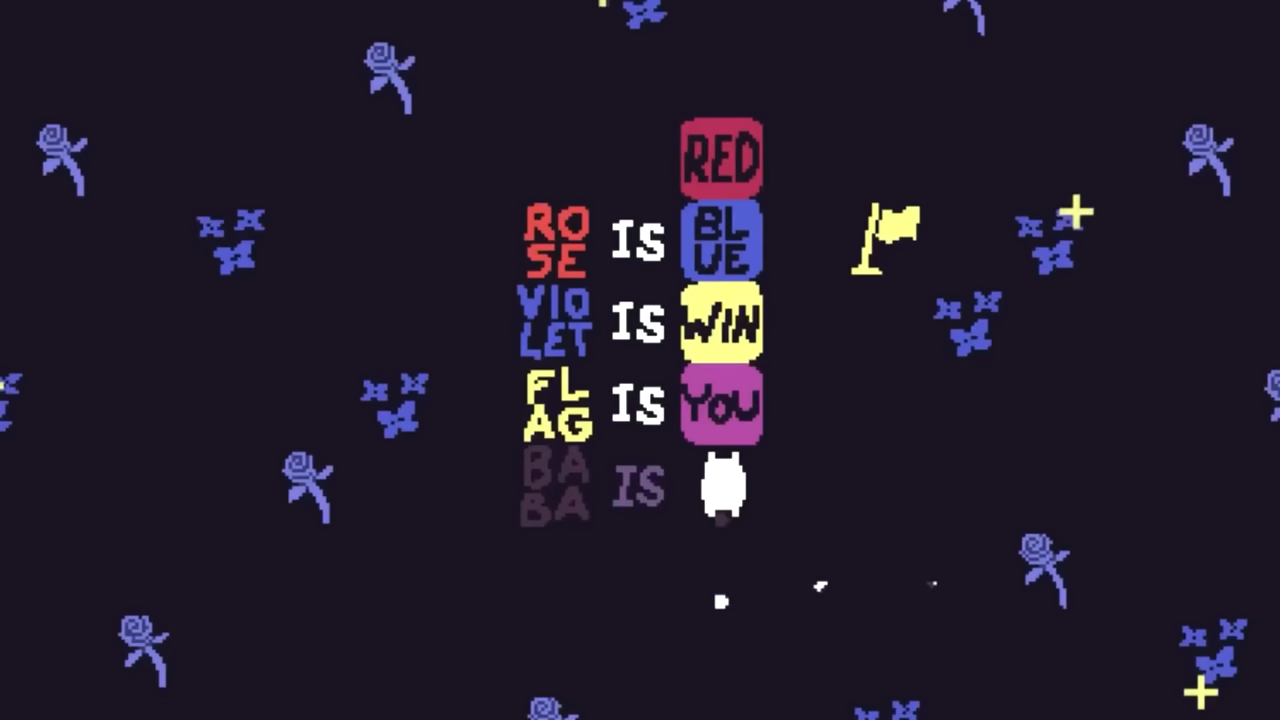 RED
ROSE IS BLUE
VIOLET IS WIN
FLAG IS YOU
BABA IS